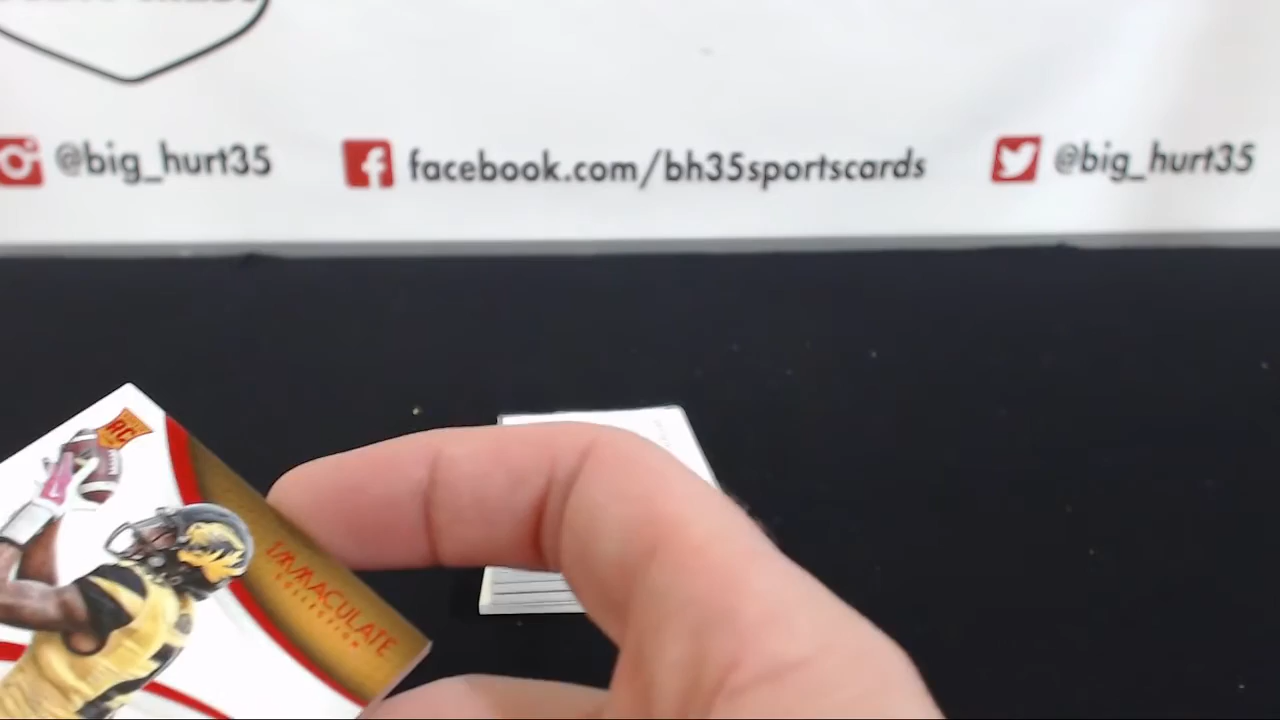 @big_hurt35
facebook.com/bh35sportscards
@big_hurt35
RC
IMMACULATE
COLLECTION